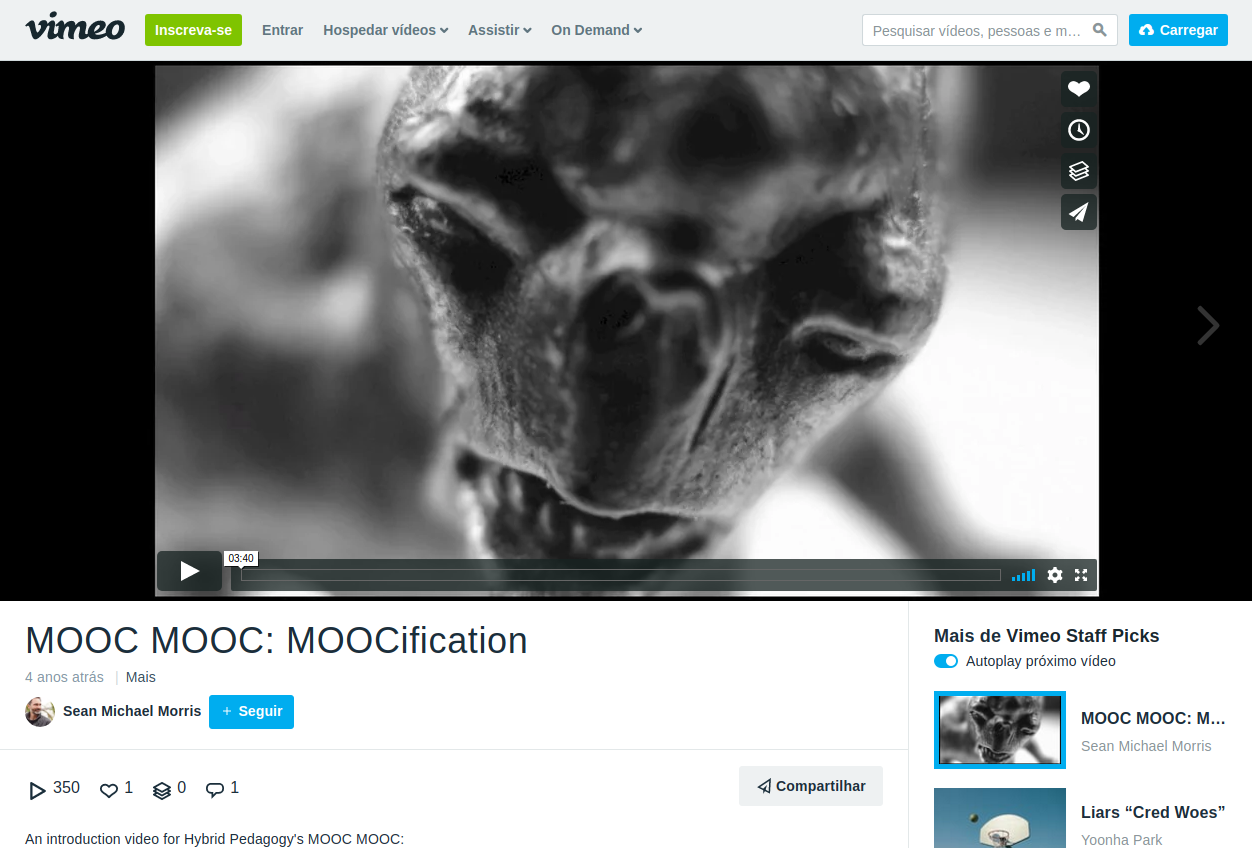 vimeo Inscreva-se Entrar Hospedar vídeos Assistir On Demand Pesquisar vídeos, pessoas e m... Carregar
03:40
MOOC MOOC: MOOCification
4 anos atrás | Mais
Sean Michael Morris + Seguir
350 1 0 1 Compartilhar
An introduction video for Hybrid Pedagogy's MOOC MOOC:
Mais de Vimeo Staff Picks
Autoplay próximo vídeo
MOOC MOOC: M...
Sean Michael Morris
Liars “Cred Woes”
Yoonha Park